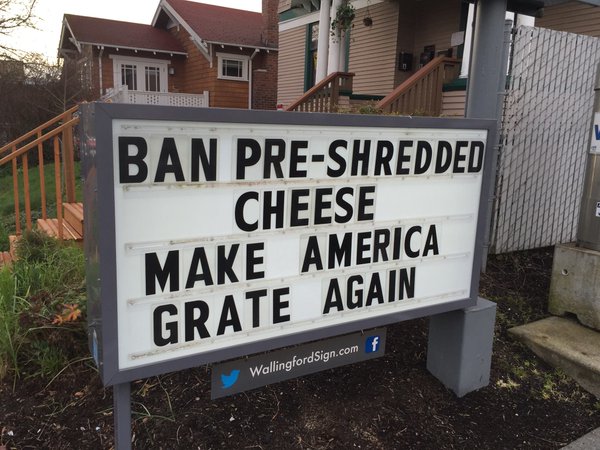 BAN PRE-SHREDDED
CHEESE
MAKE AMERICA
GRATE AGAIN
WallingfordSign.com f